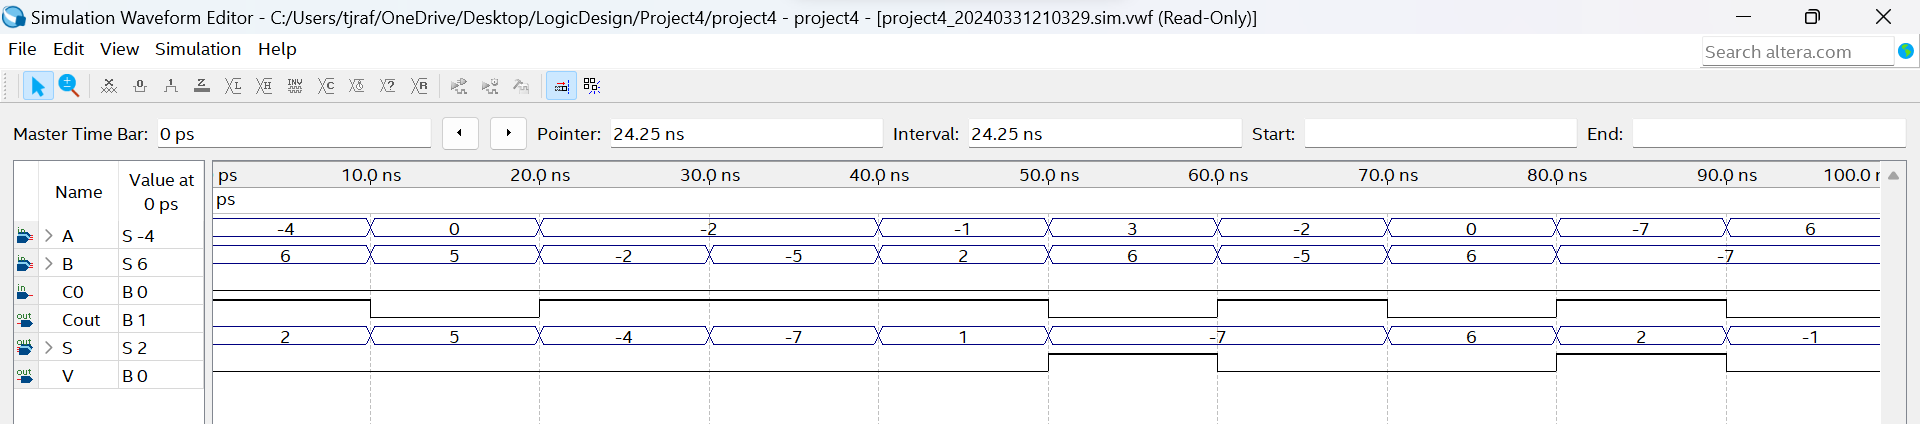 Simulation Waveform Editor - C:/Users/tjraf/OneDrive/Desktop/LogicDesign/Project4/project4 - project4 - [project4_20240331210329.sim.vwf (Read-Only)]
File Edit View Simulation Help
Search altera.com
Master Time Bar: 0 ps Pointer: 24.25 ns Interval: 24.25 ns Start: End:
Name Value at 0 ps
ps 10.0 ns 20.0 ns 30.0 ns 40.0 ns 50.0 ns 60.0 ns 70.0 ns 80.0 ns 90.0 ns 100.0 r
ps
A S -4 -4 0 -2 -1 3 -2 0 -7 6
B S 6 6 5 -2 -5 2 6 -5 6 -7
C0 B 0
Cout B 1
S S 2 2 5 -4 -7 1 -7 6 2 -1
V B 0